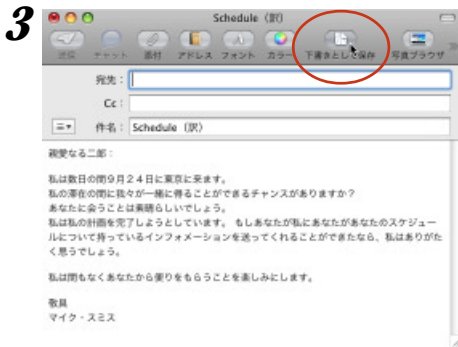 3
Schedule（訳）
送信 チャット 添付 アドレス フォント カラー 下書きとして保存 写真ブラウザ
宛先：
Cc：
件名： Schedule（訳）
親愛なる二郎：
私は数日の間9月24日に東京に来ます。
私の滞在の間に我々が一緒に得ることができるチャンスがありますか？
あなたに会うことは素晴らしいでしょう。
私は私の計画を完了しようとしています。 もしあなたが私にあなたがあなたのスケジュー
ルについて持っているインフォメーションを送ってくれることができたなら、私はありがた
く思うでしょう。
私は間もなくあなたから便りをもらうことを楽しみにします。
敬具
マイク・スミス